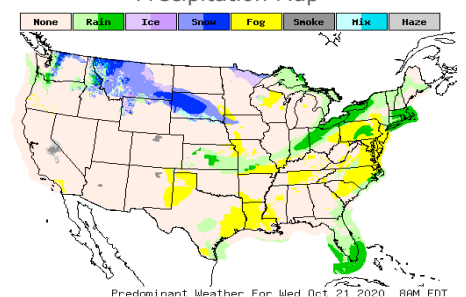 Precipitation Map
None Rain Ice Snow Fog Smoke Mix Haze
Predominant Weather For Wed Oct 21 2020 8AM EDT